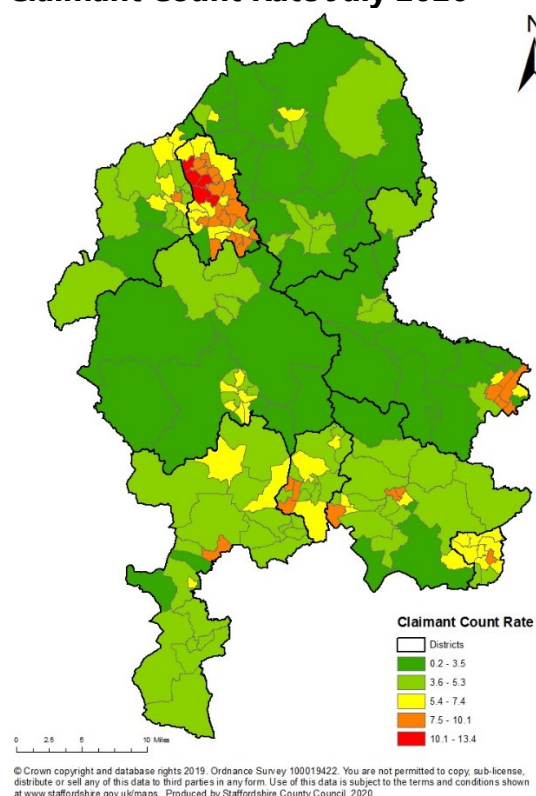 Claimant Count Rate July 2020
N
Claimant Count Rate
Districts
0.2 - 3.5
3.6 - 5.3
5.4 - 7.4
7.5 - 10.1
10.1 - 13.4
0 2.5 5 10 Miles
© Crown copyright and database rights 2019. Ordnance Survey 100019422. You are not permitted to copy, sub-license,
distribute or sell any of this data to third parties in any form. Use of this data is subject to the terms and conditions shown
at www.staffordshire.gov.uk/maps. Produced by Staffordshire County Council, 2020.